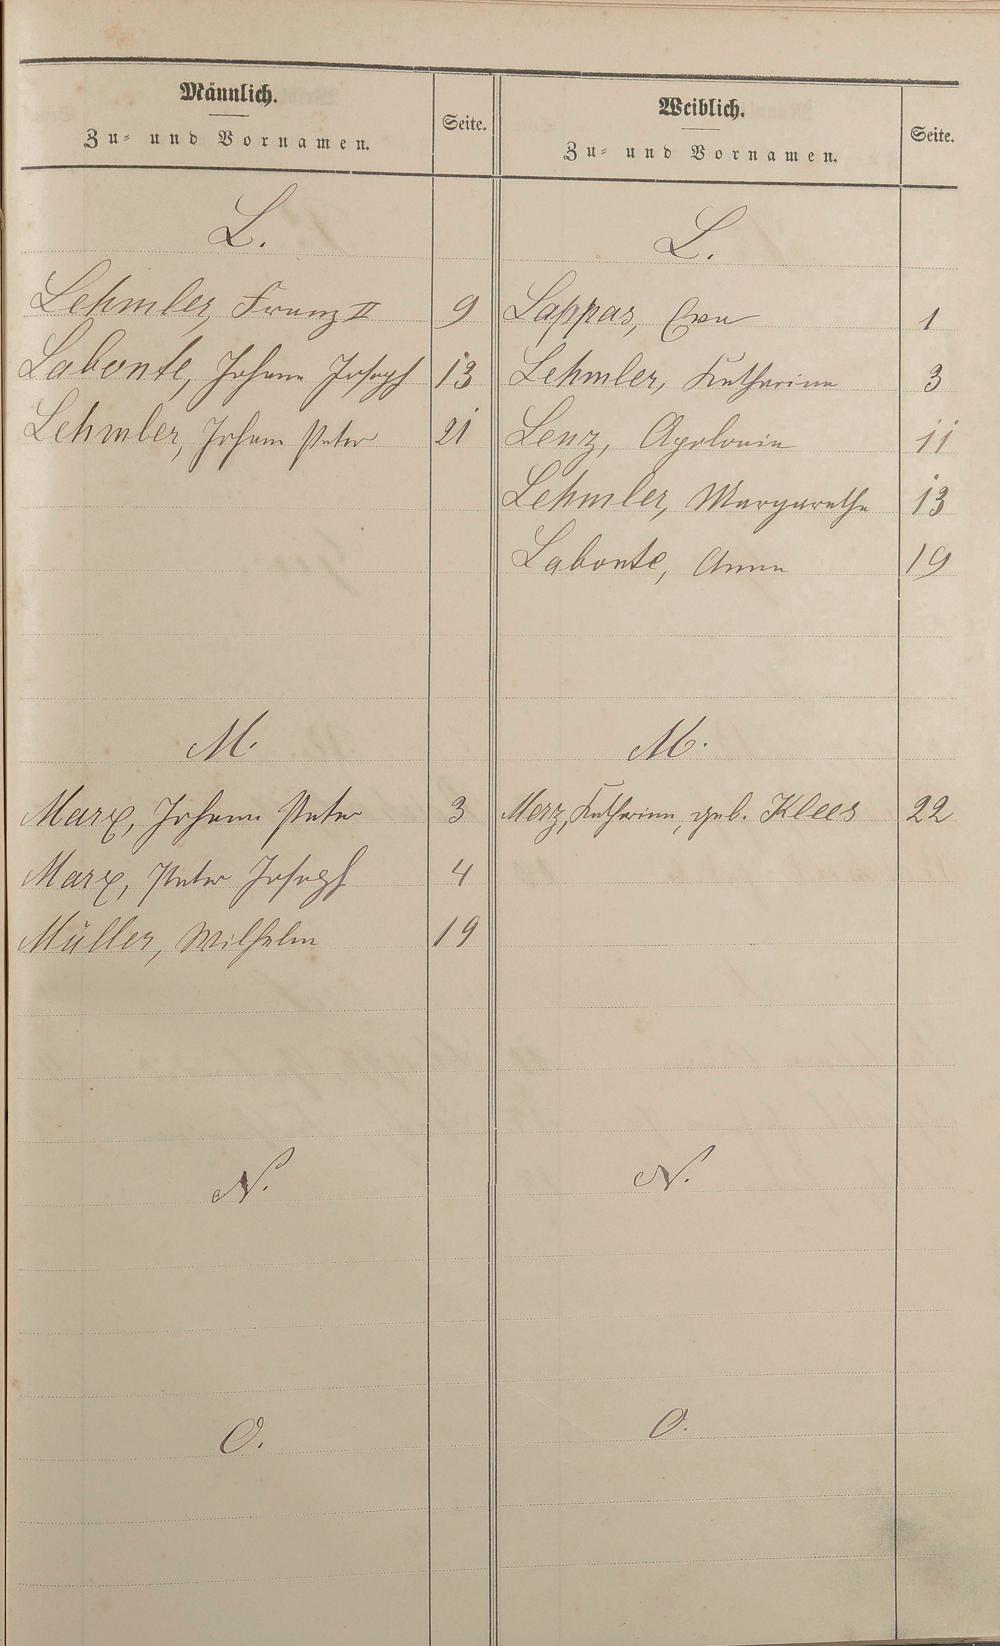 Männlich.
Zu- und Vornamen.
Seite.
L.
Lehmler, Franz II 9
Labonte, Johann Joseph 13
Lehmler, Johann Peter 21
M.
Marx, Johann Peter 3
Marx, Peter Joseph 4
Müller, Wilhelm 19
N.
O.
Weiblich.
Zu- und Vornamen.
Seite.
L.
Lappas, Eva 1
Lehmler, Katharina 3
Lenz, Apolonia 11
Lehmler, Margarethe 13
Labonte, Anna 19
M.
Merz, Katharina, geb. Klees 22
N.
O.